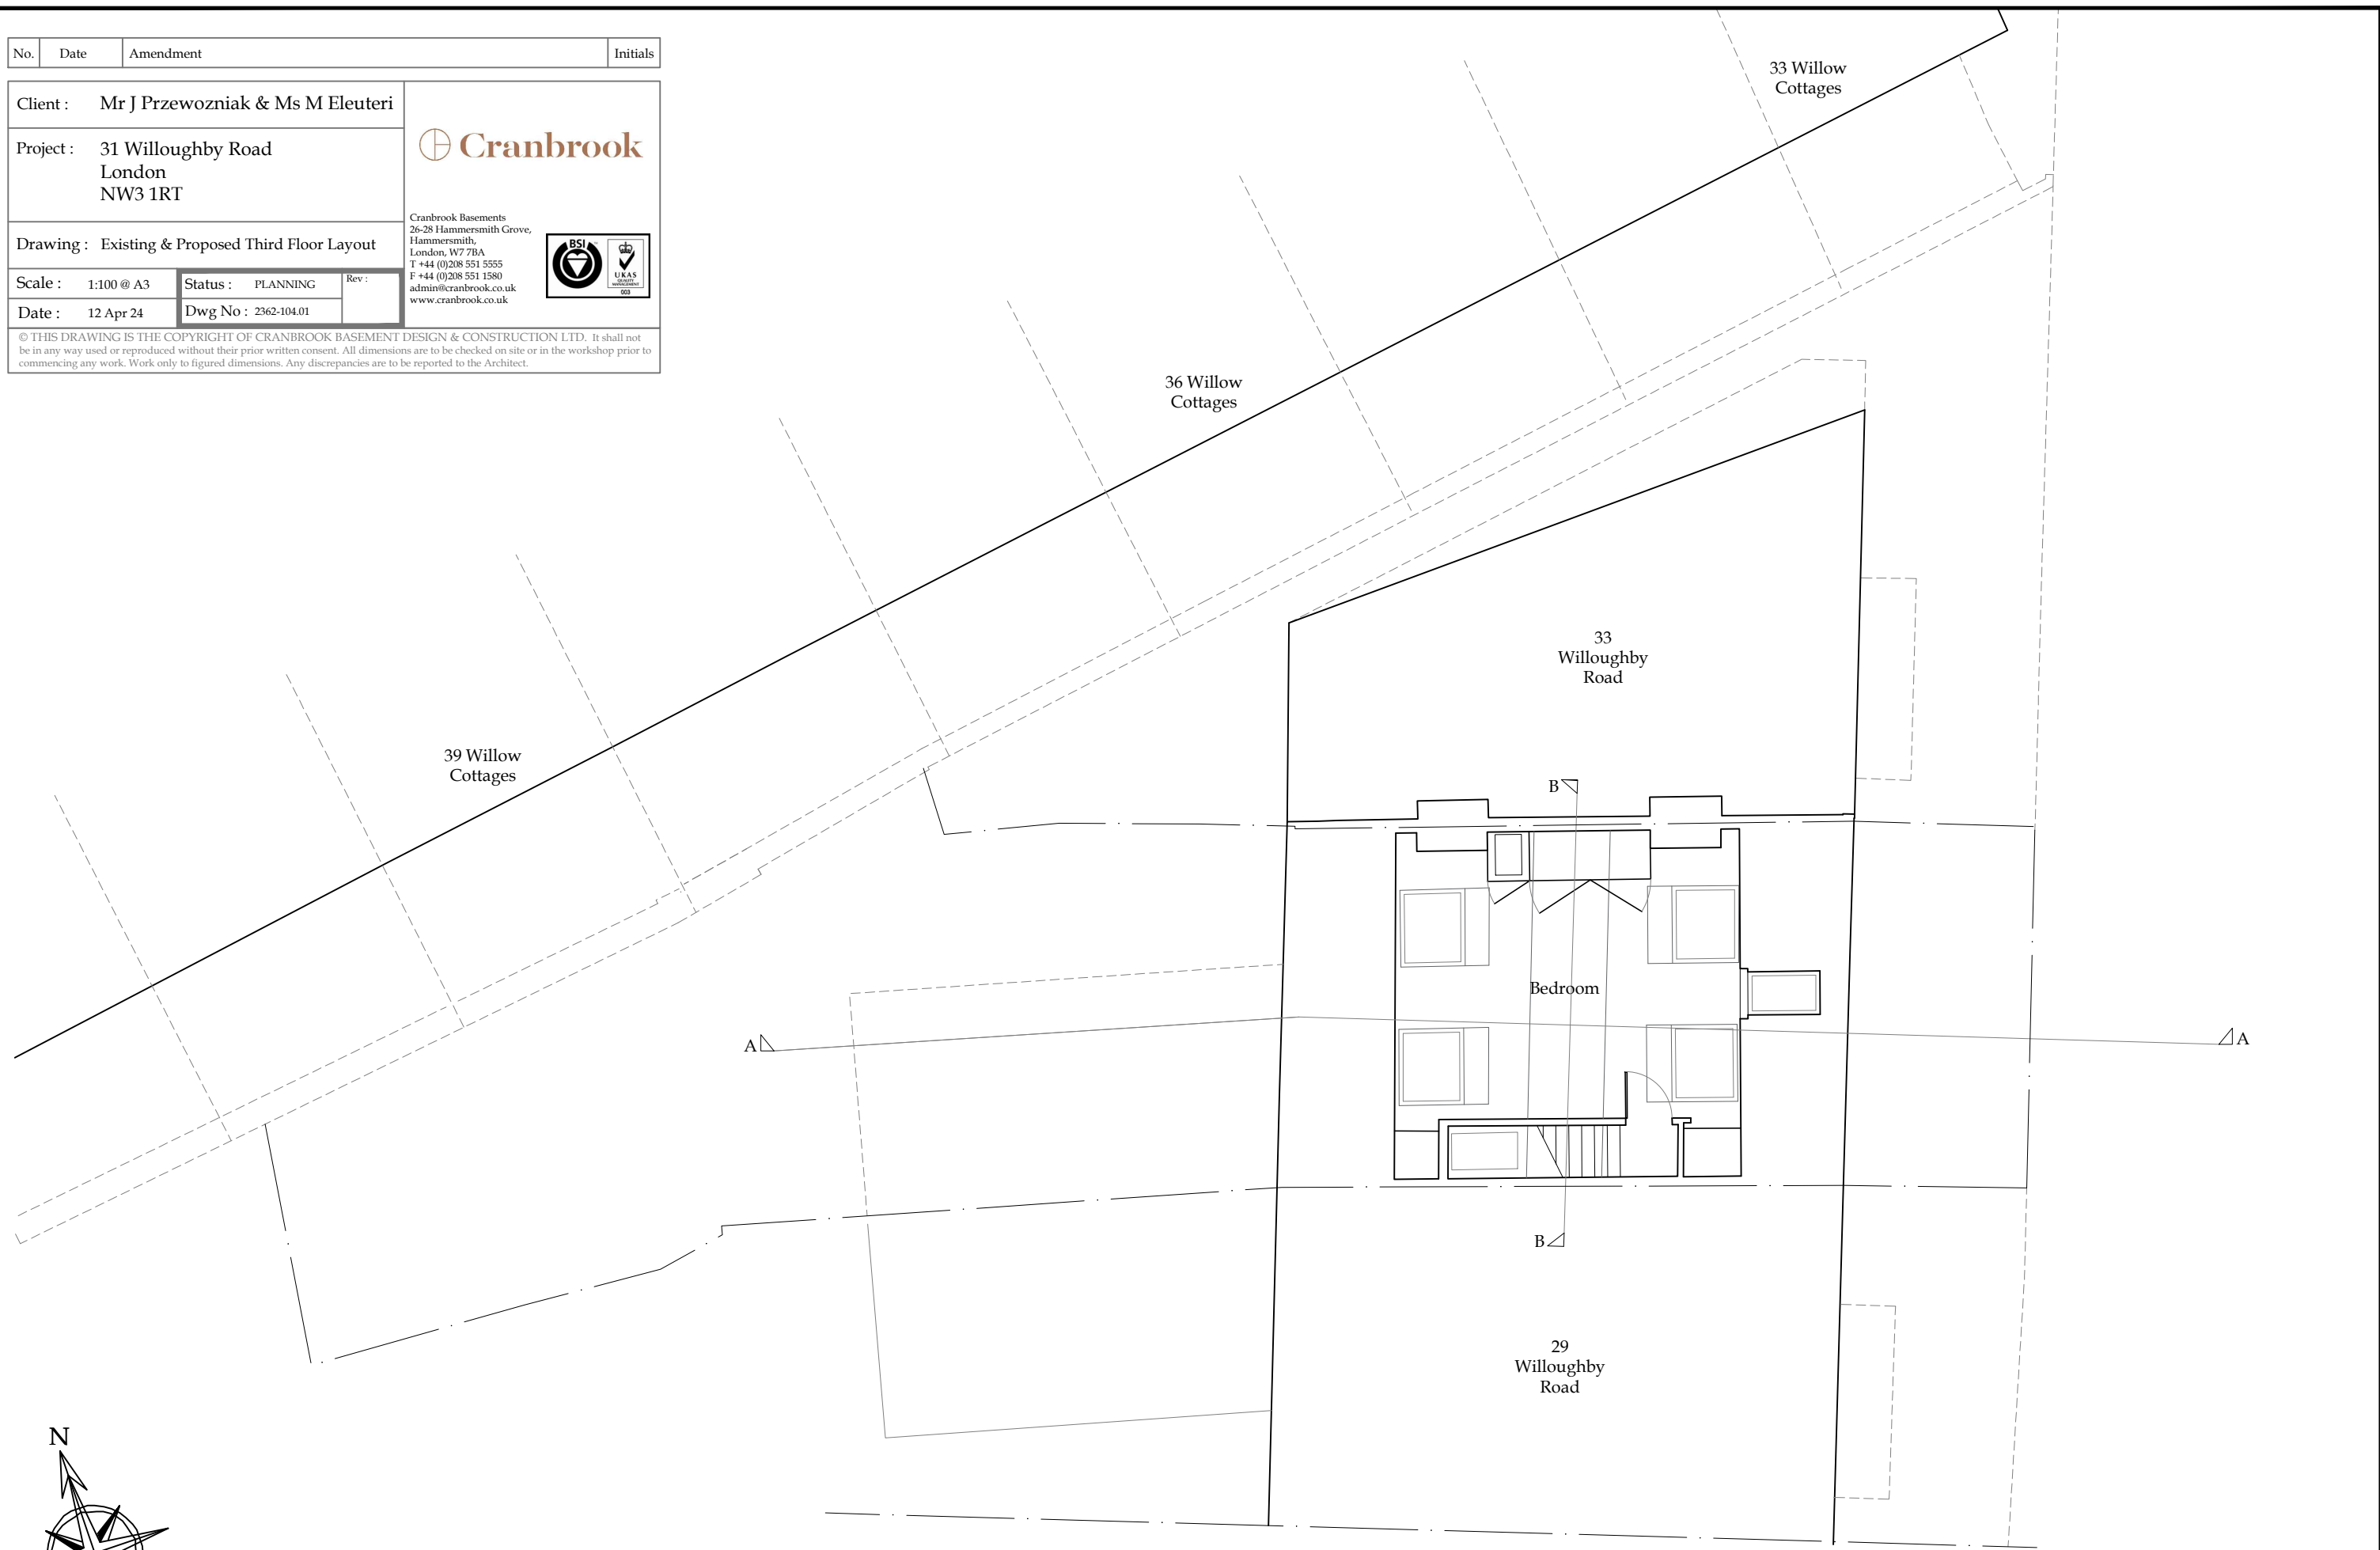 No. Date Amendment Initials
Client : Mr J Przewozniak & Ms M Eleuteri
Project : 31 Willoughby Road
London
NW3 1RT
Drawing : Existing & Proposed Third Floor Layout
Scale : 1:100 @ A3
Status : PLANNING
Rev :
Date : 12 Apr 24
Dwg No : 2362-104.01
Cranbrook
Cranbrook Basements
26-28 Hammersmith Grove,
Hammersmith,
London, W7 7BA
T +44 (0)208 551 5555
F +44 (0)208 551 1580
admin@cranbrook.co.uk
www.cranbrook.co.uk
BSI
UKAS
QUALITY
MANAGEMENT
003
© THIS DRAWING IS THE COPYRIGHT OF CRANBROOK BASEMENT DESIGN & CONSTRUCTION LTD. It shall not
be in any way used or reproduced without their prior written consent. All dimensions are to be checked on site or in the workshop prior to
commencing any work. Work only to figured dimensions. Any discrepancies are to be reported to the Architect.
33 Willow
Cottages
36 Willow
Cottages
39 Willow
Cottages
33
Willoughby
Road
B
Bedroom
A
A
B
29
Willoughby
Road
N